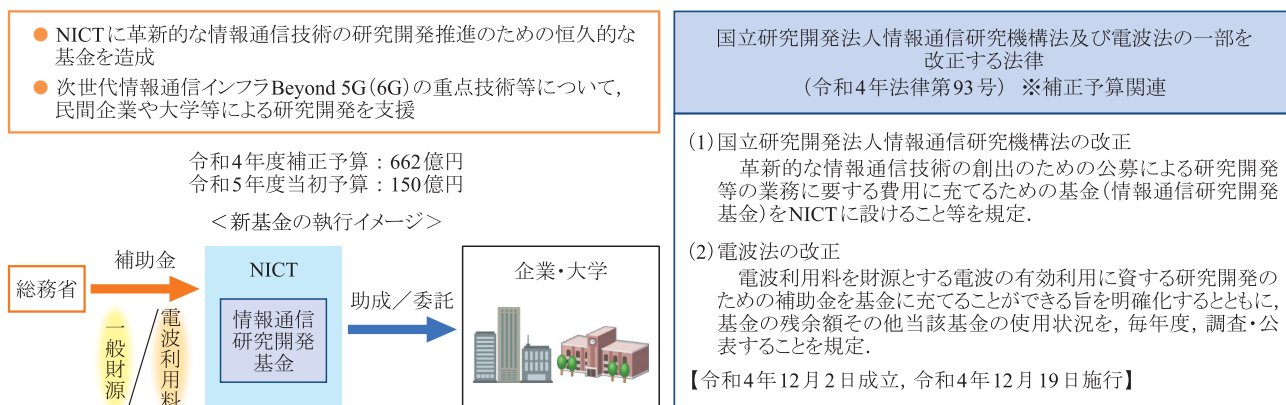 ● NICTに革新的な情報通信技術の研究開発推進のための恒久的な
基金を造成
● 次世代情報通信インフラBeyond 5G(6G)の重点技術等について,
民間企業や大学等による研究開発を支援
令和4年度補正予算：662億円
令和5年度当初予算：150億円
＜新基金の執行イメージ＞
総務省
補助金
一般財源
電波利用料
NICT
情報通信
研究開発
基金
助成／委託
企業・大学
国立研究開発法人情報通信研究機構法及び電波法の一部を
改正する法律
（令和4年法律第93号） ※補正予算関連
(1)国立研究開発法人情報通信研究機構法の改正
革新的な情報通信技術の創出のための公募による研究開発
等の業務に要する費用に充てるための基金(情報通信研究開発
基金)をNICTに設けること等を規定.
(2)電波法の改正
電波利用料を財源とする電波の有効利用に資する研究開発の
ための補助金を基金に充てることができる旨を明確化するとともに,
基金の残余額その他当該基金の使用状況を, 毎年度, 調査・公
表することを規定.
【令和4年12月2日成立, 令和4年12月19日施行】